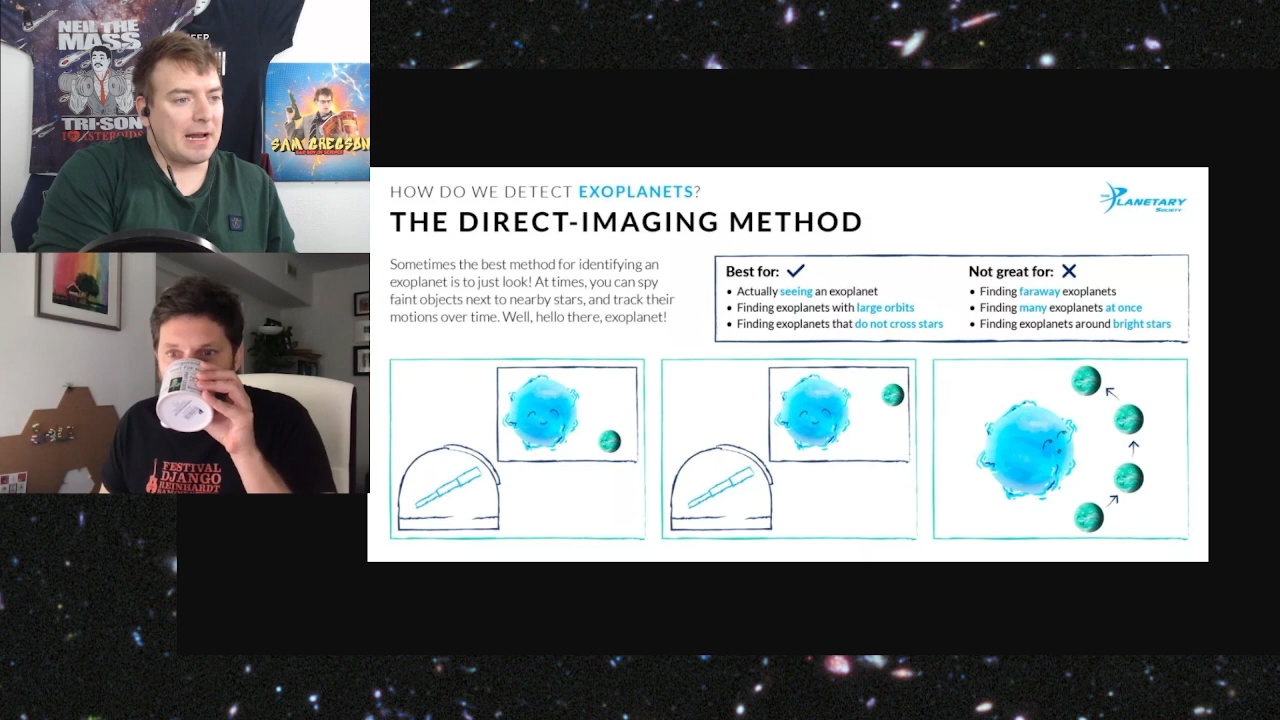 NEIL THE
MASS
TRI-SON
ASTEROIDS
SAM GREGSON
HOW DO WE DETECT EXOPLANETS?
THE DIRECT-IMAGING METHOD
PLANETARY
SOCIETY
Sometimes the best method for identifying an
exoplanet is to just look! At times, you can spy
faint objects next to nearby stars, and track their
motions over time. Well, hello there, exoplanet!
Best for:
• Actually seeing an exoplanet
• Finding exoplanets with large orbits
• Finding exoplanets that do not cross stars
Not great for:
• Finding faraway exoplanets
• Finding many exoplanets at once
• Finding exoplanets around bright stars
FESTIVAL
DJANGO
REINHARDT